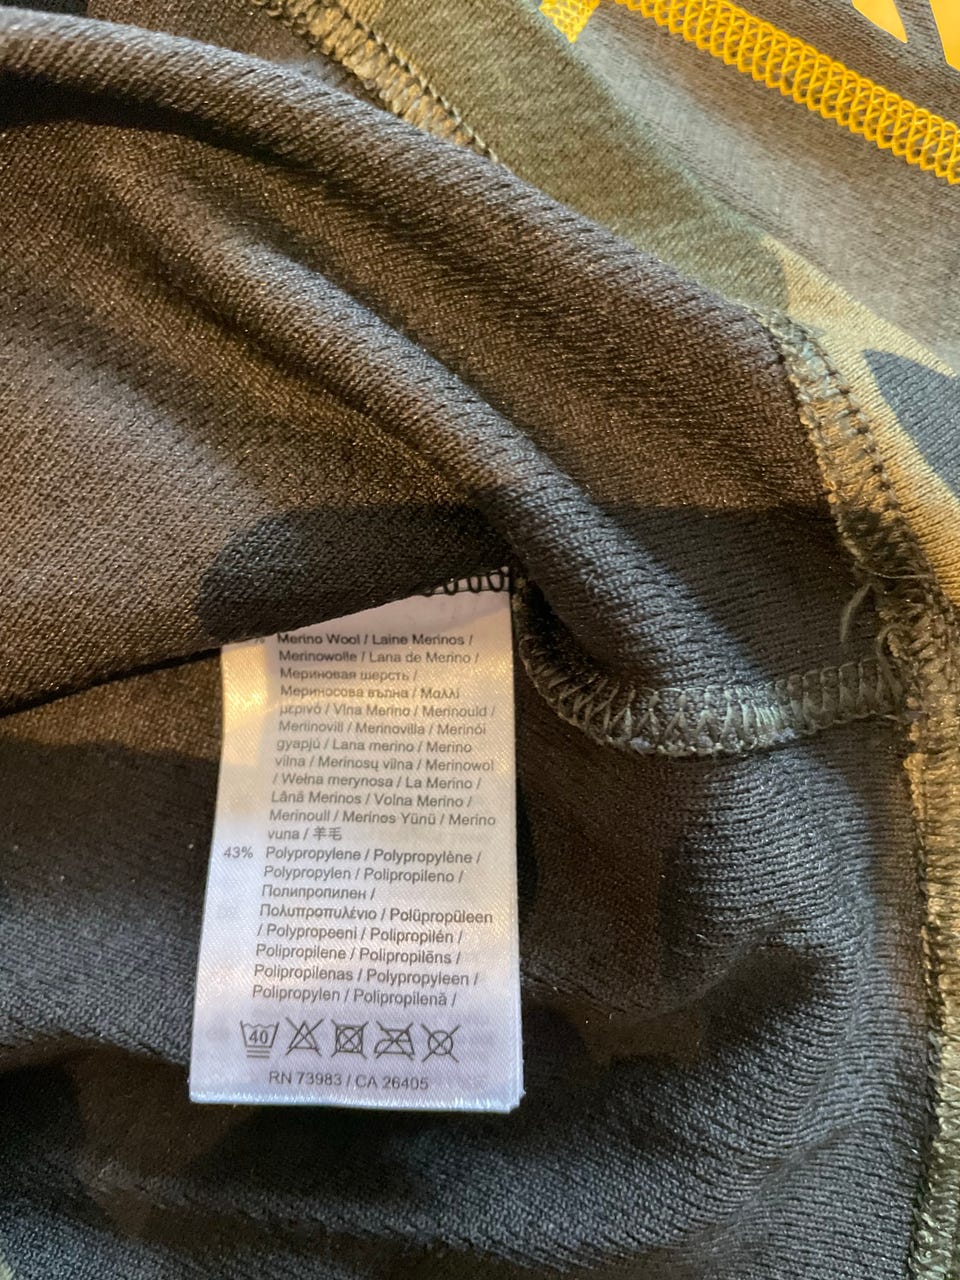 % Merino Wool / Laine Merinos /
Merinowolle / Lana de Merino /
Мериновая шерсть /
Мериносова вълна / Μαλλί
μερινό / Vilna Merino / Merinould /
Merinovill / Merinovilla / Merinói
gyapjú / Lana merino / Merino
vilna / Merinosų vilna / Merinowol
/ Wełna merynosa / La Merino /
Lână Merinos / Volna Merino /
Merinoull / Merinos Yünü / Merino
vuna / 羊毛
43% Polypropylene / Polypropylène /
Polypropylen / Polipropileno /
Полипропилен /
Πολυπροπυλένιο / Polüpropüleen
/ Polypropeeni / Polipropilén /
Polipropilene / Polipropilēns /
Polipropilenas / Polypropyleen /
Polipropylen / Polipropilenă /
40
RN 73983 / CA 26405